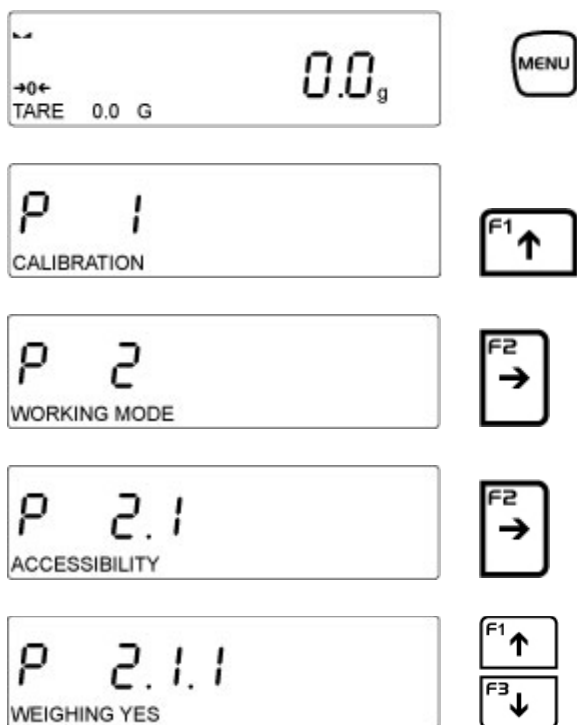 0.0 g
MENU
→0←
TARE 0.0 G
P 1
CALIBRATION
F1 ↑
P 2
WORKING MODE
F2 →
P 2.1
ACCESSIBILITY
F2 →
P 2.1.1
WEIGHING YES
F1 ↑
F3 ↓